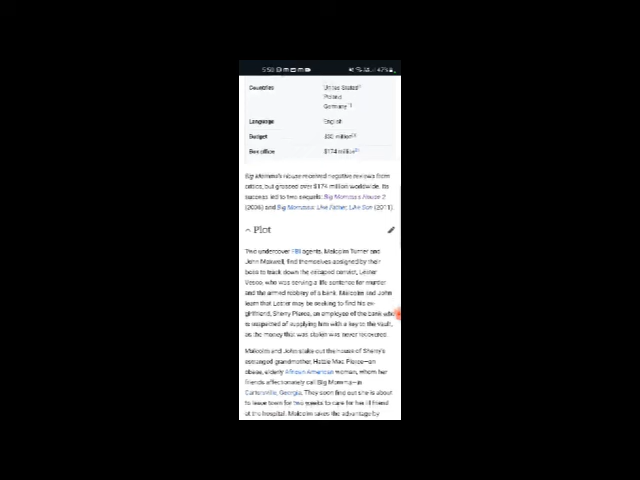 5:50
47%
Countries
United States
Poland
Germany
Language
English
Budget
Box office
$174 million
Big Momma's House received negative reviews from
critics, but grossed over $174 million worldwide. Its
success led to two sequels: Big Momma's House 2
(2006) and Big Mommas: Like Father, Like Son (2011).
Plot
Two undercover FBI agents, Malcolm Turner and
John Maxwell, find themselves assigned by their
boss to track down the escaped convict, Lester
Vesco, who was serving a life sentence for murder
and the armed robbery of a bank. Malcolm and John
learn that Lester may be seeking to find his ex-
girlfriend, Sherry Pierce, an employee of the bank who
is suspected of supplying him with a key to the vault,
as the money that was stolen was never recovered.
Malcolm and John stake out the house of Sherry's
estranged grandmother, Hattie Mae Pierce—an
obese, elderly African American woman, whom her
friends affectionately call Big Momma—in
Cartersville, Georgia. They soon find out she is about
to leave town for two weeks to care for her ill friend
at the hospital. Malcolm takes the advantage by